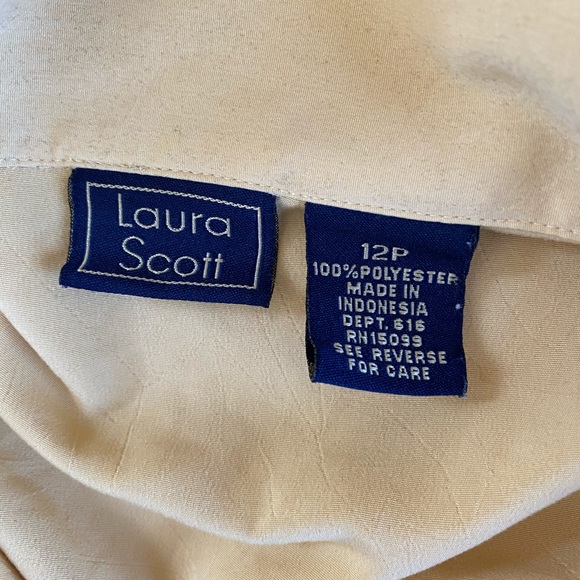 Laura
Scott
12P
100%POLYESTER
MADE IN
INDONESIA
DEPT. 616
RN15099
SEE REVERSE
FOR CARE